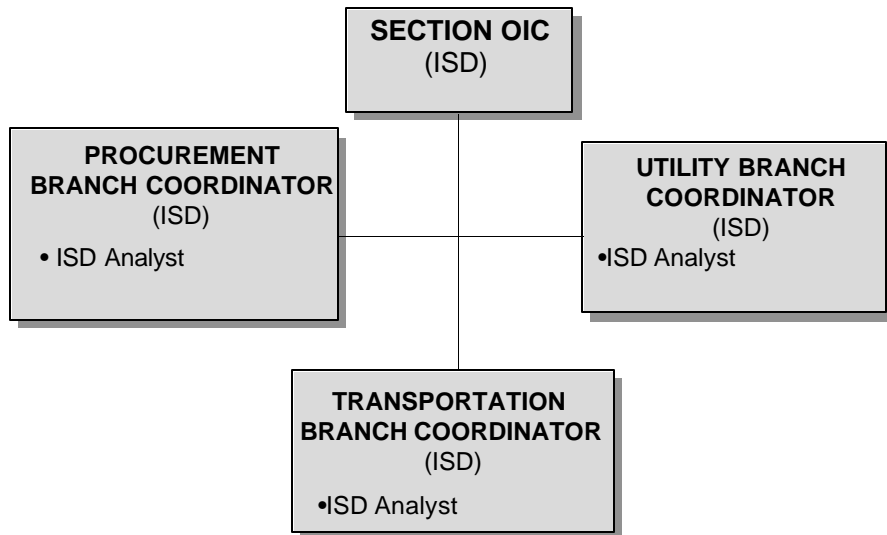 SECTION OIC
(ISD)
PROCUREMENT
BRANCH COORDINATOR
(ISD)
• ISD Analyst
UTILITY BRANCH
COORDINATOR
(ISD)
•ISD Analyst
TRANSPORTATION
BRANCH COORDINATOR
(ISD)
•ISD Analyst